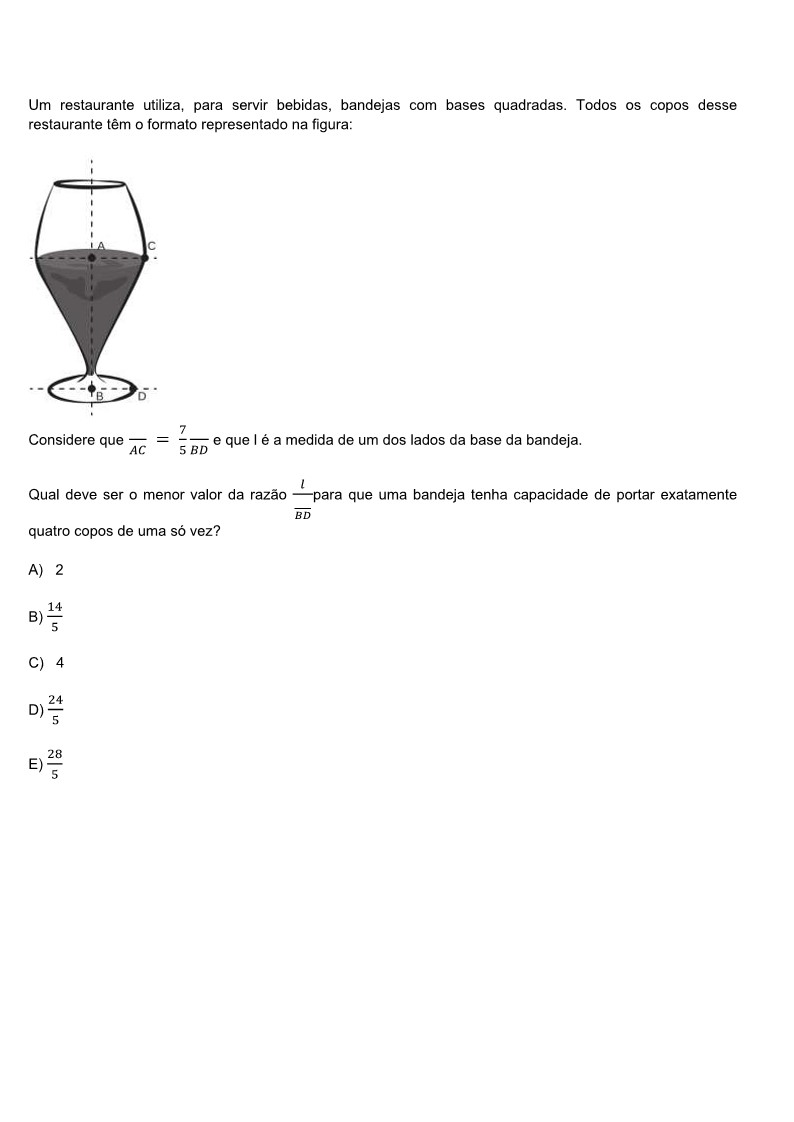 Um restaurante utiliza, para servir bebidas, bandejas com bases quadradas. Todos os copos desse
restaurante têm o formato representado na figura:
A
C
B
D
Considere que \frac{}{AC} = \frac{7}{5}\frac{}{BD} e que l é a medida de um dos lados da base da bandeja.
Qual deve ser o menor valor da razão \frac{l}{\overline{BD}} para que uma bandeja tenha capacidade de portar exatamente
quatro copos de uma só vez?
A) 2
B) \frac{14}{5}
C) 4
D) \frac{24}{5}
E) \frac{28}{5}